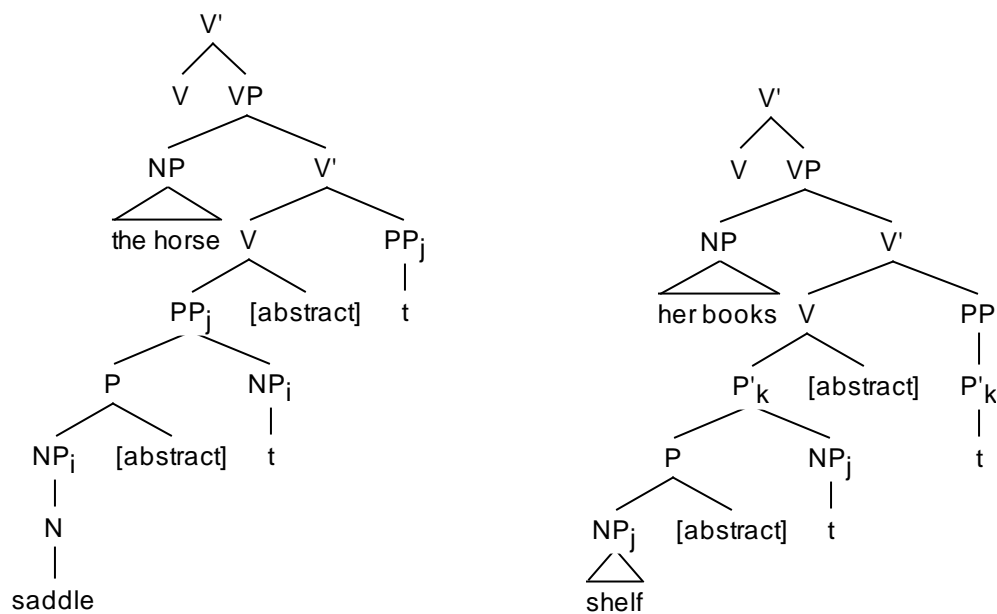 V'
V VP
NP V'
the horse V PPj
PPj [abstract] t
P NPi
NPi [abstract] t
N
saddle
V'
V VP
NP V'
her books V PP
P'k [abstract] P'k
P NPj t
NPj [abstract] t
shelf